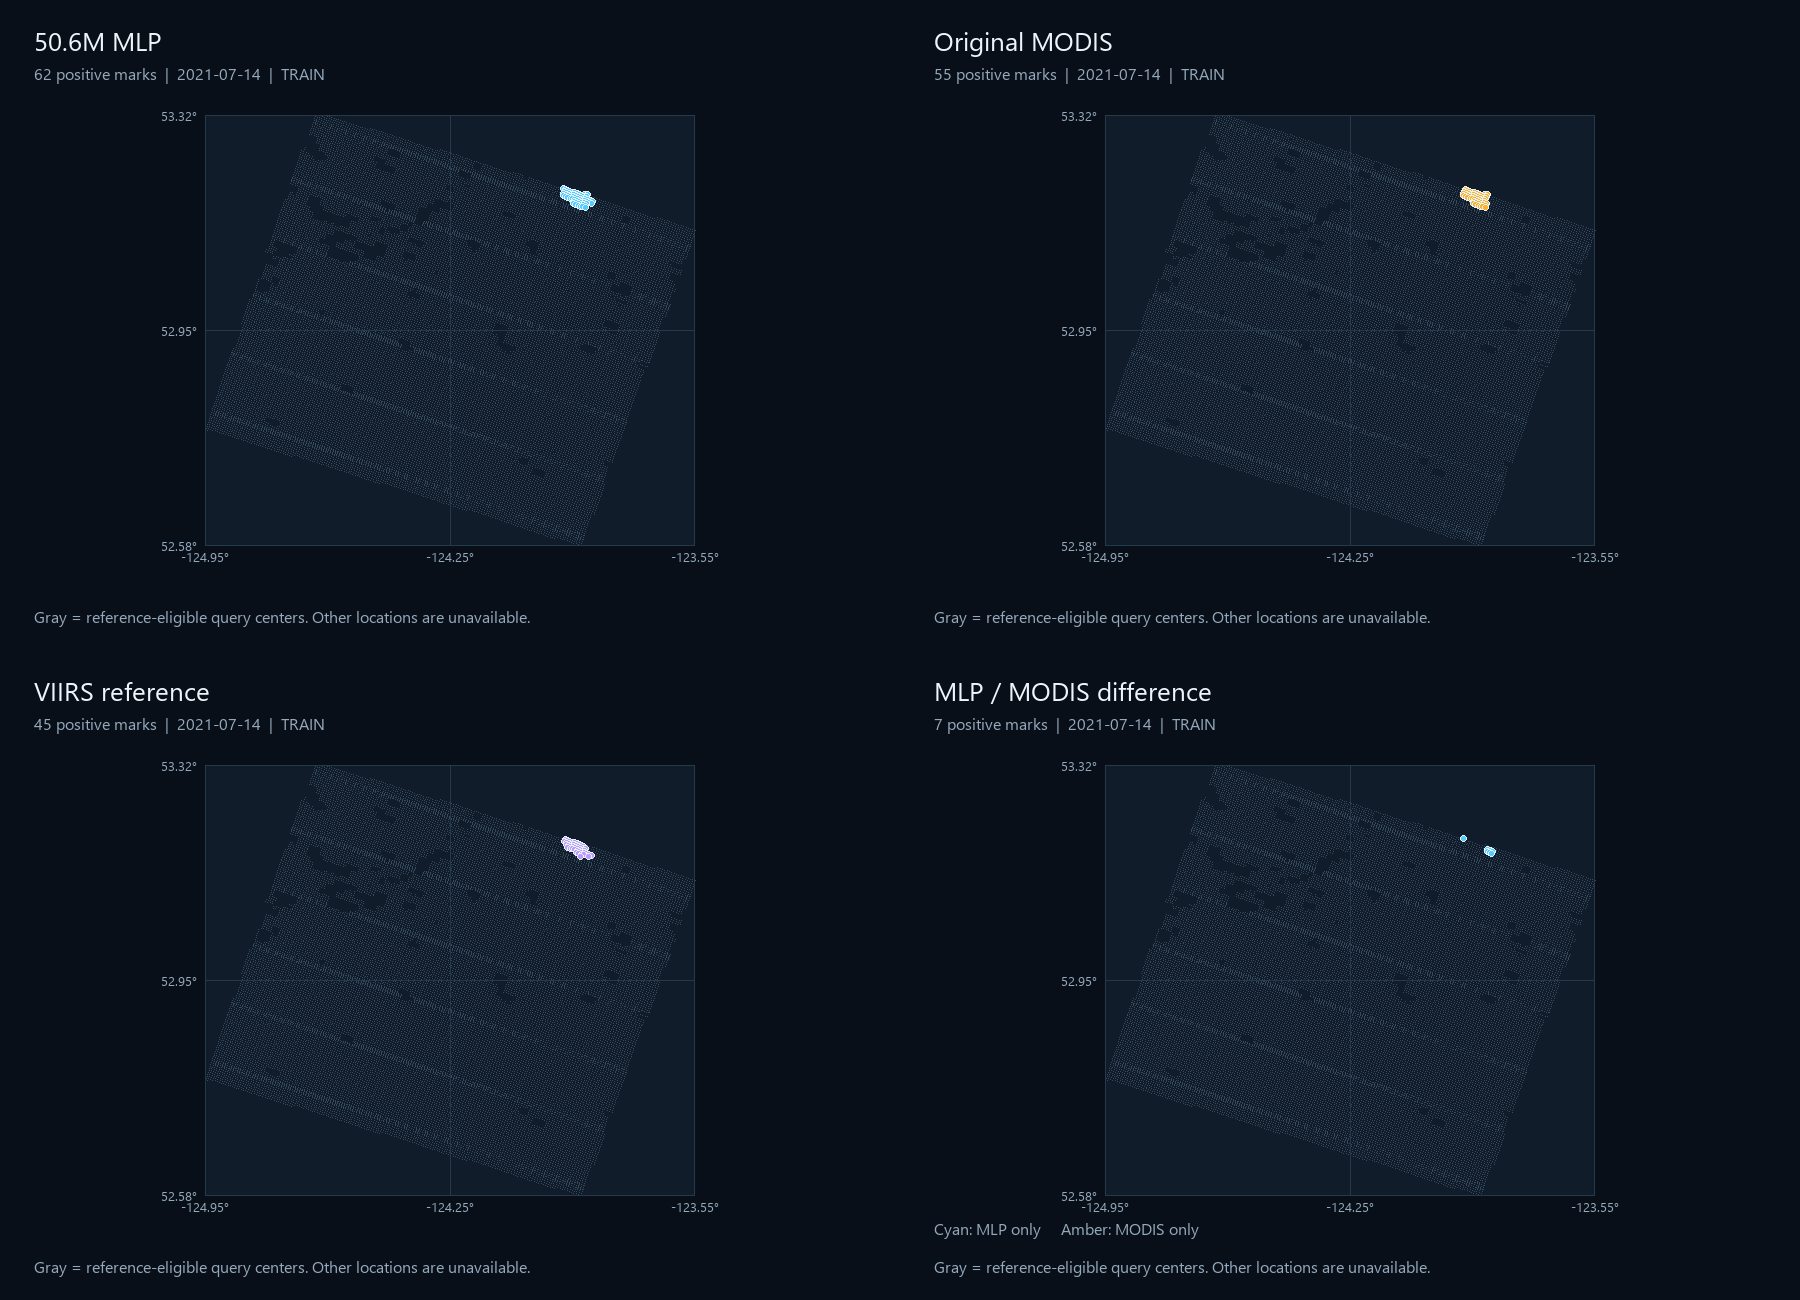 50.6M MLP
62 positive marks | 2021-07-14 | TRAIN
53.32°
52.95°
52.58°
-124.95°
-124.25°
-123.55°
Gray = reference-eligible query centers. Other locations are unavailable.
Original MODIS
55 positive marks | 2021-07-14 | TRAIN
53.32°
52.95°
52.58°
-124.95°
-124.25°
-123.55°
Gray = reference-eligible query centers. Other locations are unavailable.
VIIRS reference
45 positive marks | 2021-07-14 | TRAIN
53.32°
52.95°
52.58°
-124.95°
-124.25°
-123.55°
Gray = reference-eligible query centers. Other locations are unavailable.
MLP / MODIS difference
7 positive marks | 2021-07-14 | TRAIN
53.32°
52.95°
52.58°
-124.95°
-124.25°
-123.55°
Cyan: MLP only Amber: MODIS only
Gray = reference-eligible query centers. Other locations are unavailable.